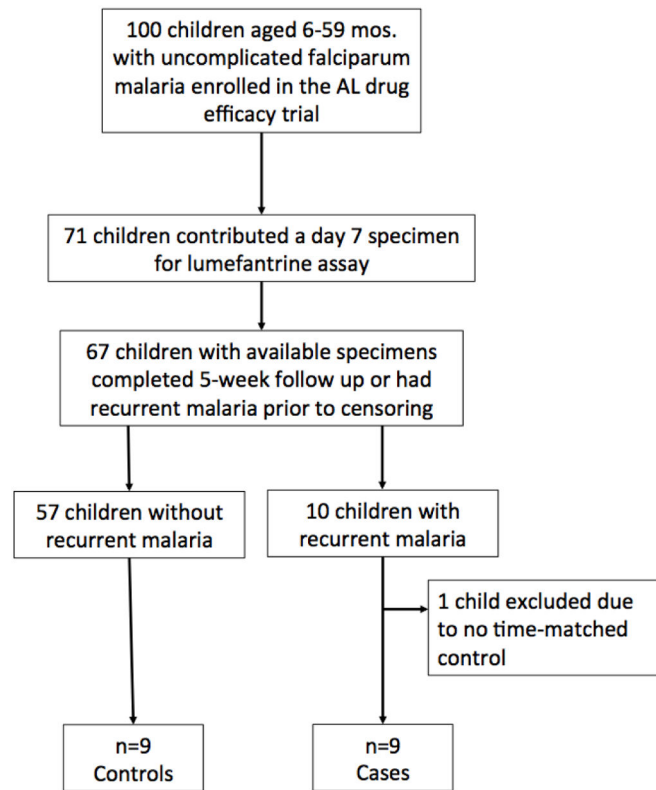 100 children aged 6-59 mos.
with uncomplicated falciparum
malaria enrolled in the AL drug
efficacy trial
71 children contributed a day 7 specimen
for lumefantrine assay
67 children with available specimens
completed 5-week follow up or had
recurrent malaria prior to censoring
57 children without
recurrent malaria
10 children with
recurrent malaria
1 child excluded due
to no time-matched
control
n=9
Controls
n=9
Cases